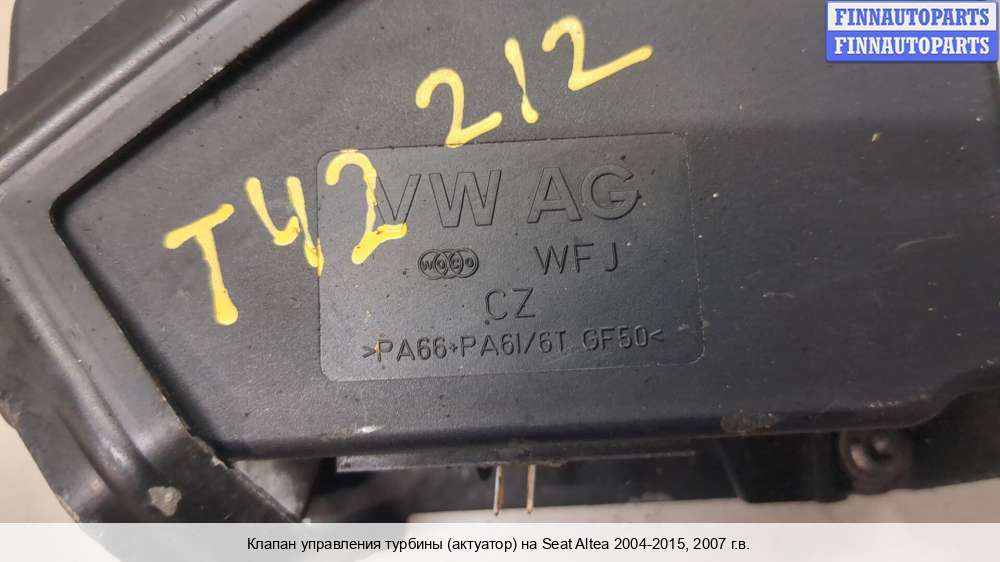 FINNAUTOPARTS
FINNAUTOPARTS
T42 212
VW AG
WOCO WFJ
CZ
>PA66+PA6I/6T GF50<
Клапан управления турбины (актуатор) на Seat Altea 2004-2015, 2007 г.в.